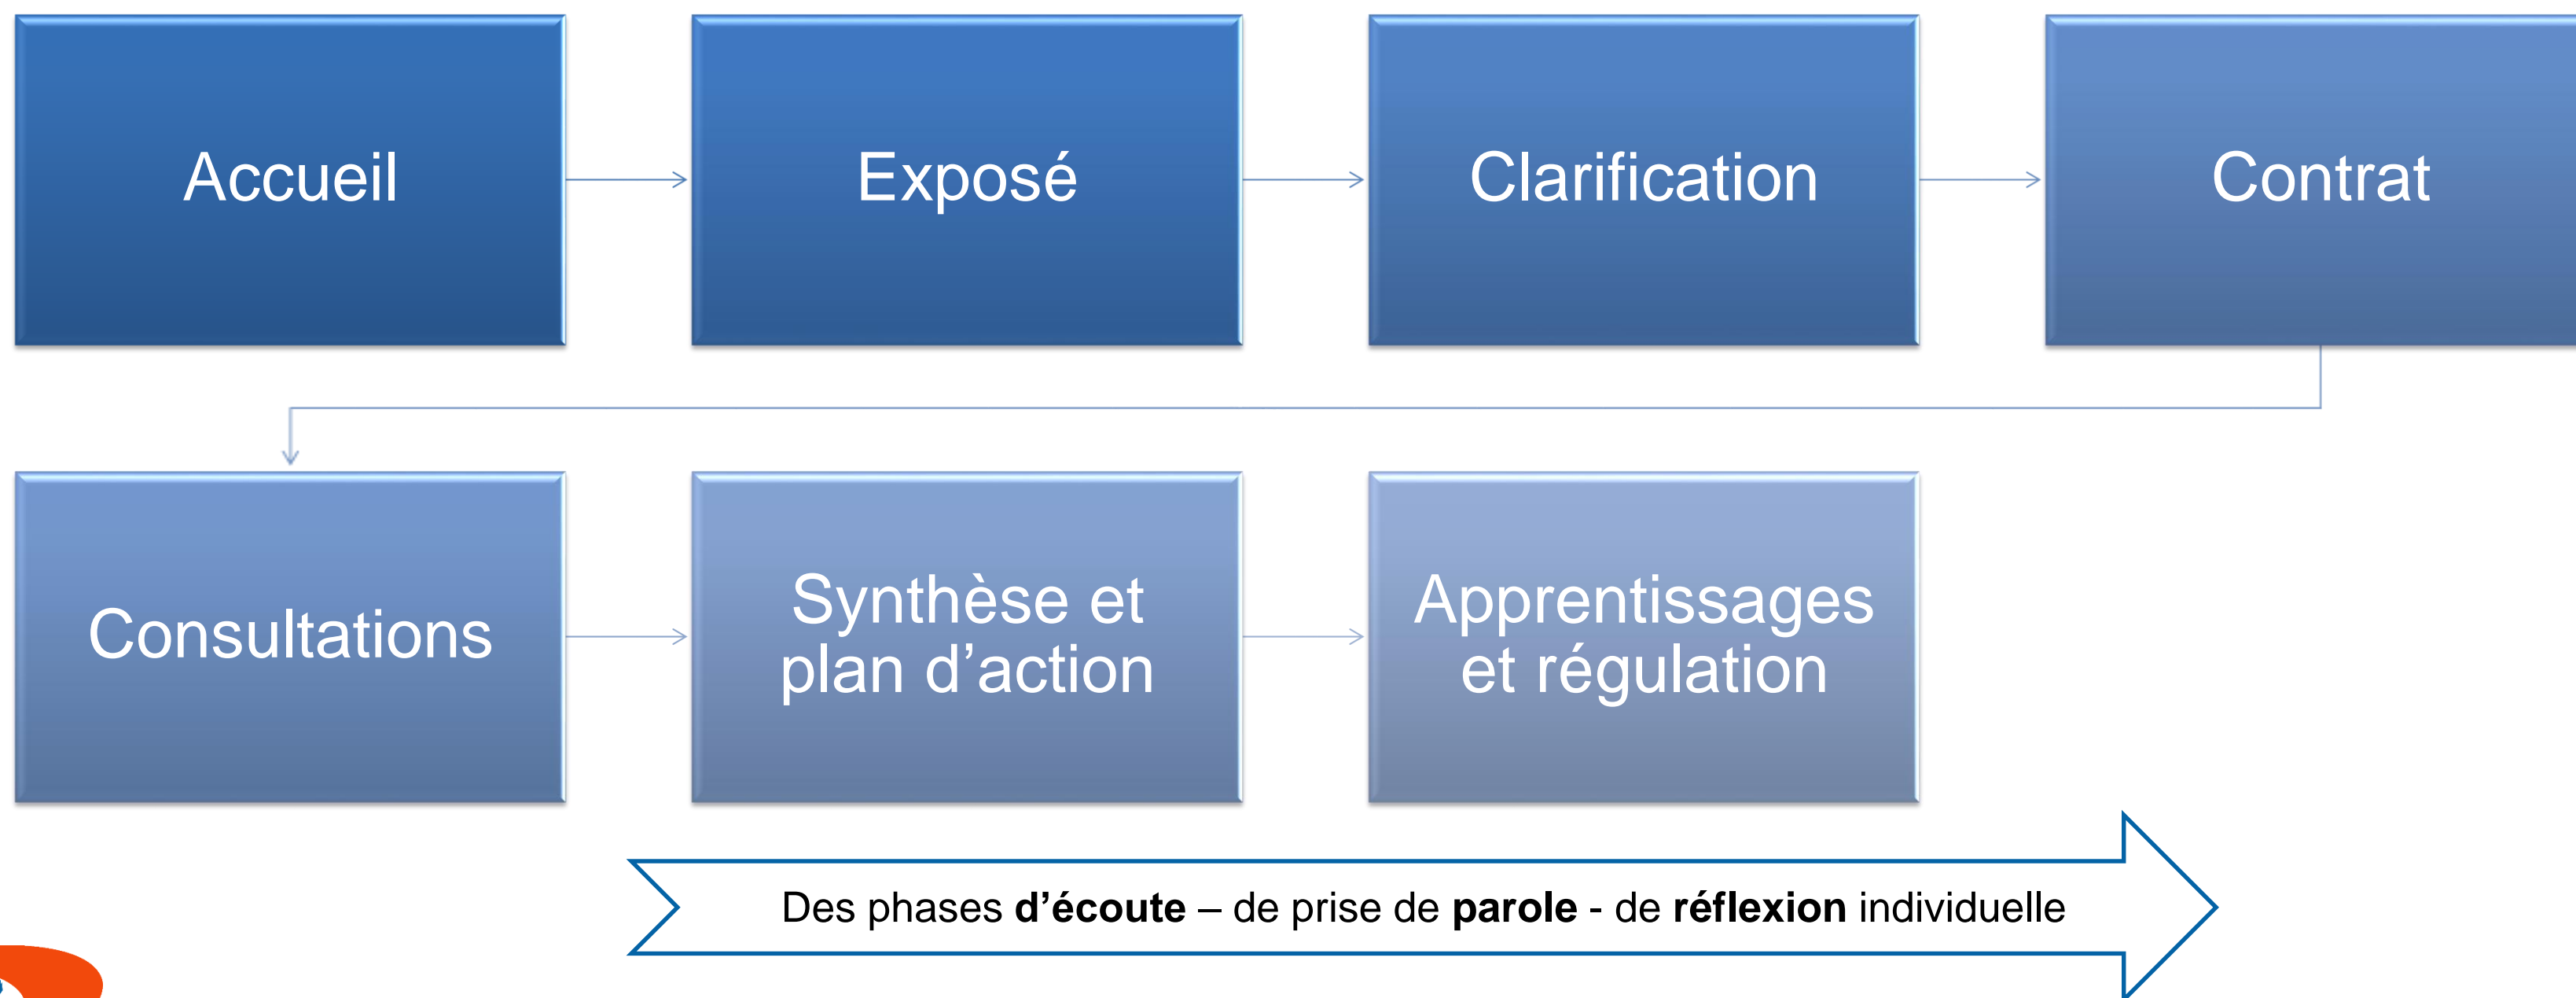 Accueil
Exposé
Clarification
Contrat
Consultations
Synthèse et
plan d’action
Apprentissages
et régulation
Des phases d’écoute – de prise de parole - de réflexion individuelle